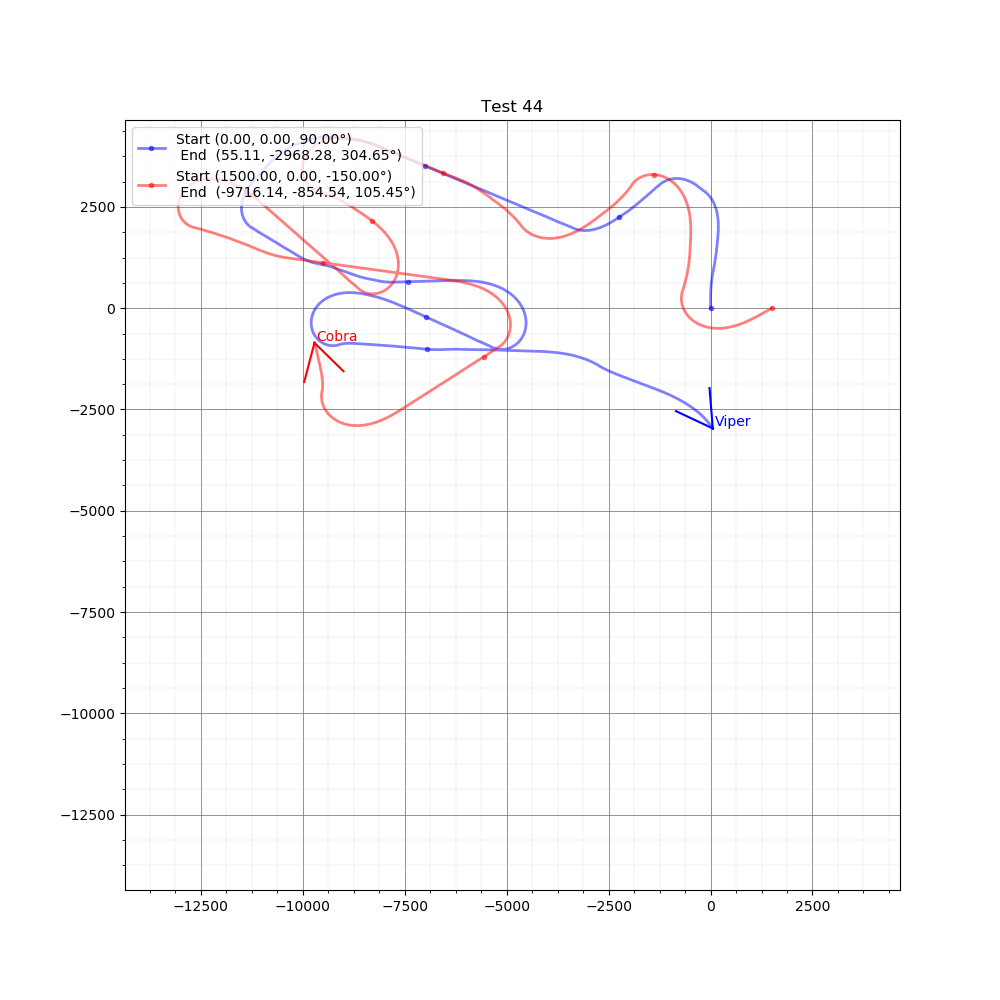 Test 44
Start (0.00, 0.00, 90.00°)
End  (55.11, -2968.28, 304.65°)
Start (1500.00, 0.00, -150.00°)
End  (-9716.14, -854.54, 105.45°)
2500
0
−2500
−5000
−7500
−10000
−12500
Cobra
Viper
−12500 −10000 −7500 −5000 −2500 0 2500